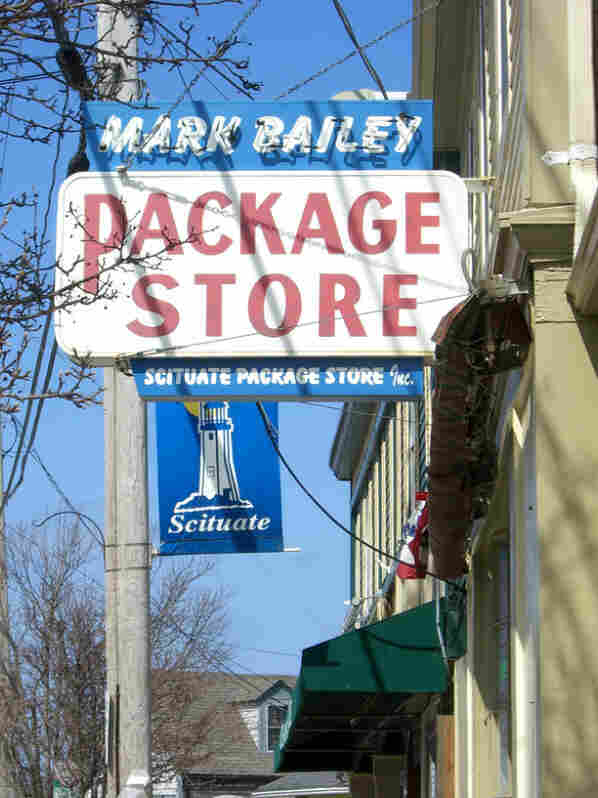 MARK BAILEY
PACKAGE
STORE
SCITUATE PACKAGE STORE Inc.
Scituate